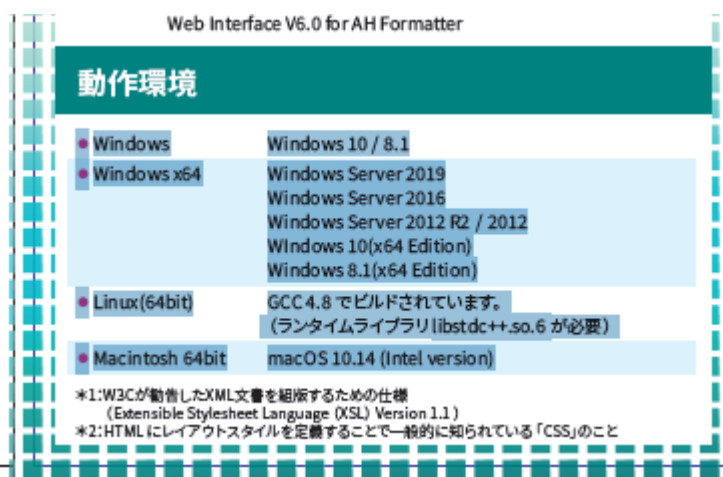 Web Interface V6.0 for AH Formatter
動作環境
● Windows Windows 10 / 8.1
● Windows x64 Windows Server 2019
Windows Server 2016
Windows Server 2012 R2 / 2012
WIndows 10(x64 Edition)
Windows 8.1(x64 Edition)
● Linux(64bit) GCC 4.8 でビルドされています。
（ランタイムライブラリlibstdc++.so.6 が必要）
● Macintosh 64bit macOS 10.14 (Intel version)
＊1:W3Cが勧告したXML文書を組版するための仕様
（Extensible Stylesheet Language (XSL) Version 1.1）
＊2:HTML にレイアウトスタイルを定義することで一般的に知られている「CSS」のこと